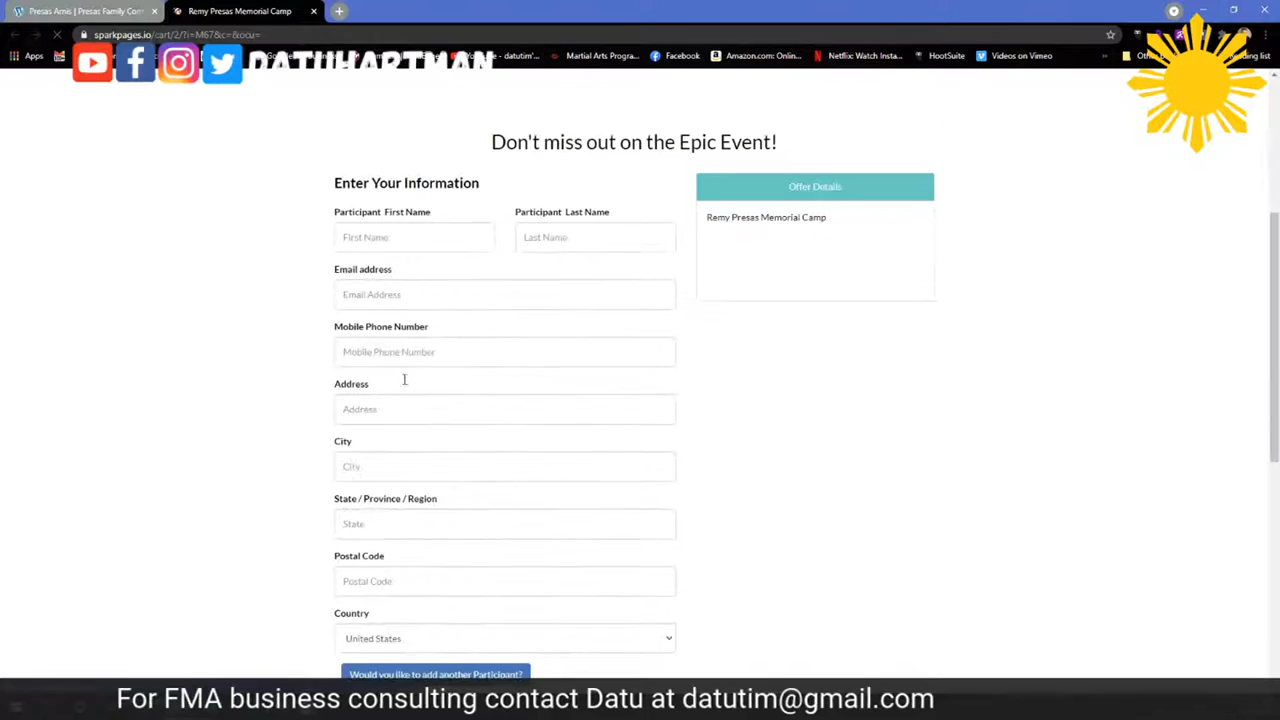 Presas Arnis | Presas Family Com
Remy Presas Memorial Camp
sparkpages.io/cart/2/?i=M67&c=&ocu=
Apps
datutim'...
Martial Arts Progra...
Facebook
Amazon.com: Onlin...
Netflix: Watch Insta...
HootSuite
Videos on Vimeo
DATUHARTMAN
Don't miss out on the Epic Event!
Enter Your Information
Offer Details
Participant First Name
Participant Last Name
Remy Presas Memorial Camp
First Name
Last Name
Email address
Email Address
Mobile Phone Number
Mobile Phone Number
Address
Address
City
City
State / Province / Region
State
Postal Code
Postal Code
Country
United States
Would you like to add another Participant?
For FMA business consulting contact Datu at datutim@gmail.com